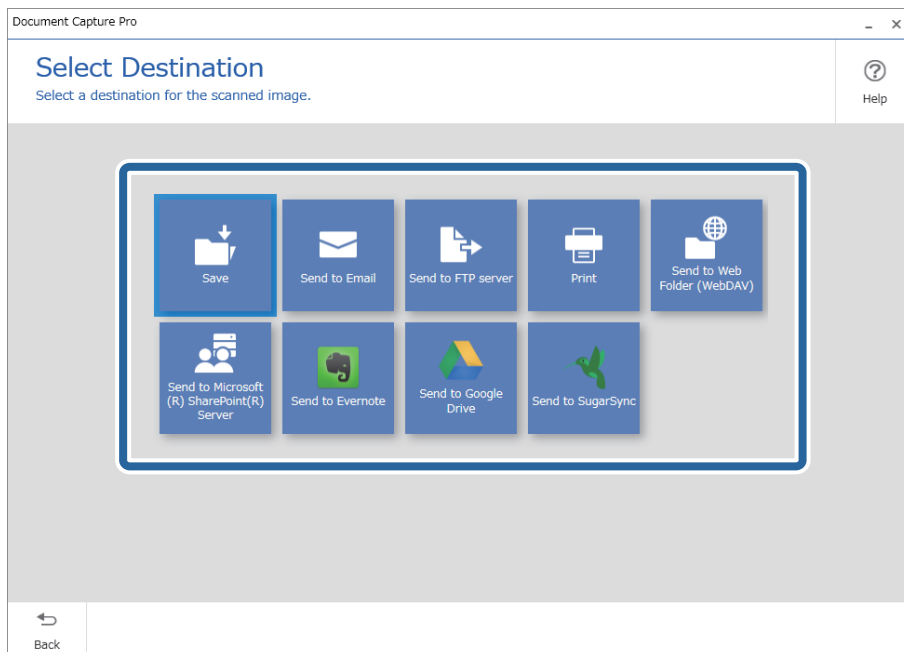 Document Capture Pro
Select Destination
Select a destination for the scanned image.
Help
Save
Send to Email
Send to FTP server
Print
Send to Web
Folder (WebDAV)
Send to Microsoft
(R) SharePoint(R)
Server
Send to Evernote
Send to Google
Drive
Send to SugarSync
Back